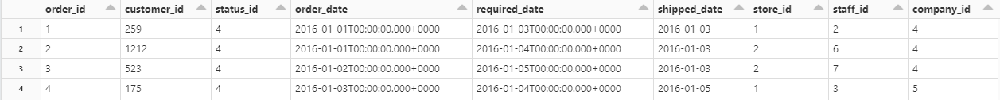 order_id customer_id status_id order_date required_date shipped_date store_id staff_id company_id
1 1 259 4 2016-01-01T00:00:00.000+0000 2016-01-03T00:00:00.000+0000 2016-01-03 1 2 4
2 2 1212 4 2016-01-01T00:00:00.000+0000 2016-01-04T00:00:00.000+0000 2016-01-03 2 6 4
3 3 523 4 2016-01-02T00:00:00.000+0000 2016-01-05T00:00:00.000+0000 2016-01-03 2 7 4
4 4 175 4 2016-01-03T00:00:00.000+0000 2016-01-04T00:00:00.000+0000 2016-01-05 1 3 5